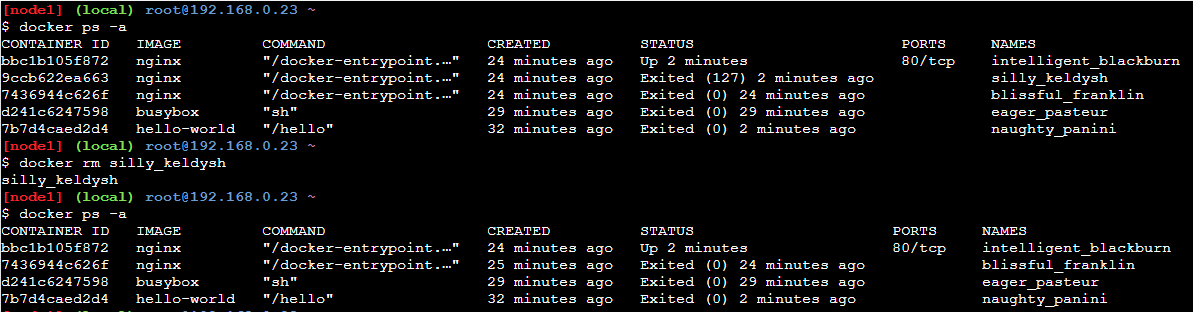 [node1] (local) root@192.168.0.23 ~
$ docker ps -a
CONTAINER ID   IMAGE         COMMAND                  CREATED          STATUS                       PORTS     NAMES
bbc1b105f872   nginx         "/docker-entrypoint.…"   24 minutes ago   Up 2 minutes                 80/tcp    intelligent_blackburn
9ccb622ea663   nginx         "/docker-entrypoint.…"   24 minutes ago   Exited (127) 2 minutes ago             silly_keldysh
7436944c626f   nginx         "/docker-entrypoint.…"   24 minutes ago   Exited (0) 24 minutes ago              blissful_franklin
d241c6247598   busybox       "sh"                     29 minutes ago   Exited (0) 29 minutes ago              eager_pasteur
7b7d4caed2d4   hello-world   "/hello"                 32 minutes ago   Exited (0) 2 minutes ago               naughty_panini
[node1] (local) root@192.168.0.23 ~
$ docker rm silly_keldysh
silly_keldysh
[node1] (local) root@192.168.0.23 ~
$ docker ps -a
CONTAINER ID   IMAGE         COMMAND                  CREATED          STATUS                      PORTS     NAMES
bbc1b105f872   nginx         "/docker-entrypoint.…"   24 minutes ago   Up 2 minutes                80/tcp    intelligent_blackburn
7436944c626f   nginx         "/docker-entrypoint.…"   25 minutes ago   Exited (0) 24 minutes ago             blissful_franklin
d241c6247598   busybox       "sh"                     29 minutes ago   Exited (0) 29 minutes ago             eager_pasteur
7b7d4caed2d4   hello-world   "/hello"                 32 minutes ago   Exited (0) 2 minutes ago              naughty_panini